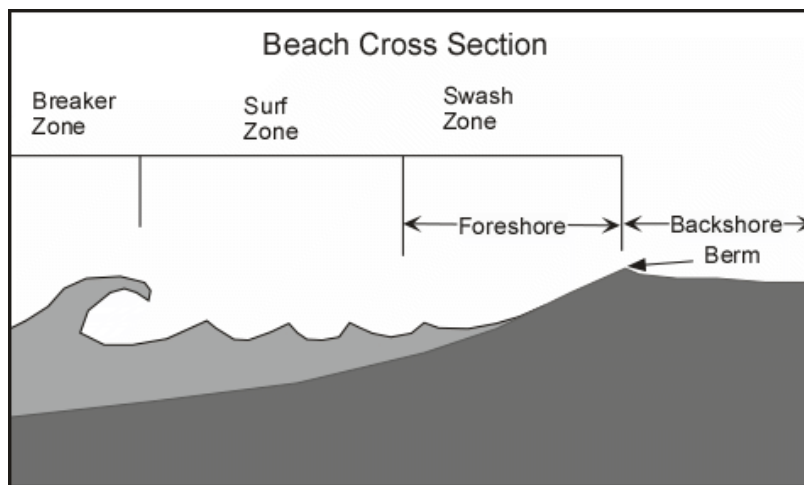 Beach Cross Section
Breaker
Zone
Surf
Zone
Swash
Zone
Foreshore
Backshore
Berm